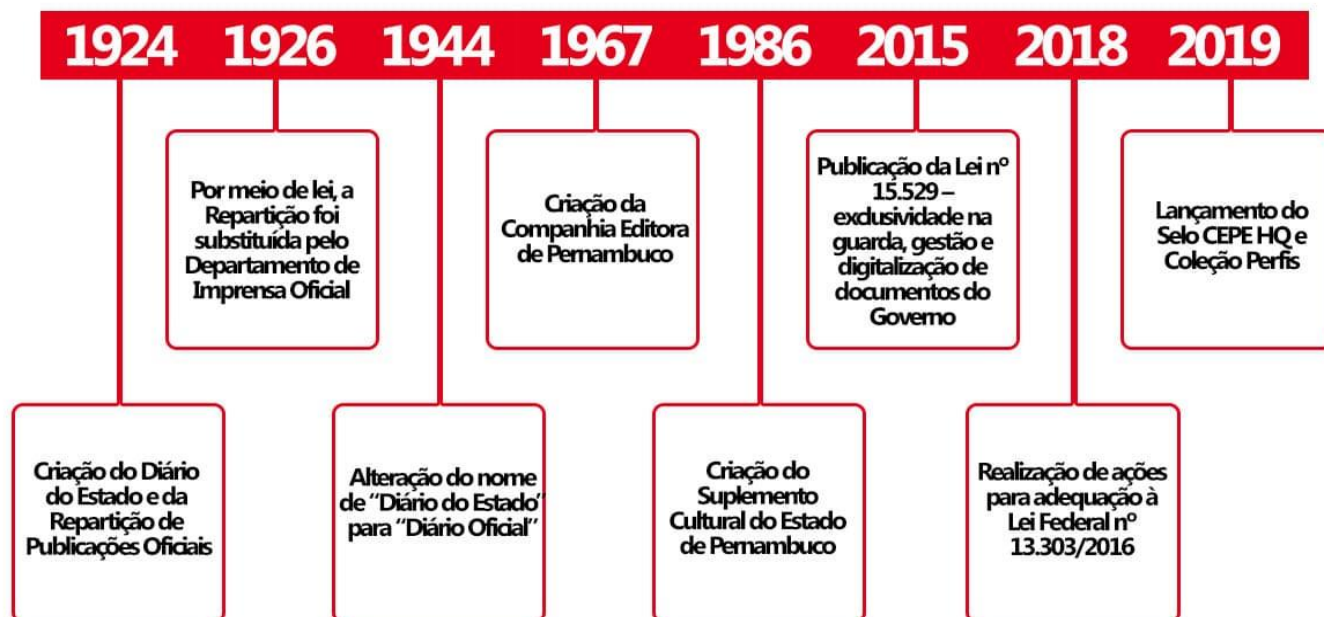 1924 1926 1944 1967 1986 2015 2018 2019
Por meio de lei, a
Repartição foi
substituída pelo
Departamento de
Imprensa Oficial
Criação da
Companhia Editora
de Pernambuco
Publicação da Lei nº
15.529 –
exclusividade na
guarda, gestão e
digitalização de
documentos do
Governo
Lançamento do
Selo CEPE HQ e
Coleção Perfis
Criação do Diário
do Estado e da
Repartição de
Publicações Oficiais
Alteração do nome
de “Diário do Estado”
para “Diário Oficial”
Criação do
Suplemento
Cultural do Estado
de Pernambuco
Realização de ações
para adequação à
Lei Federal nº
13.303/2016